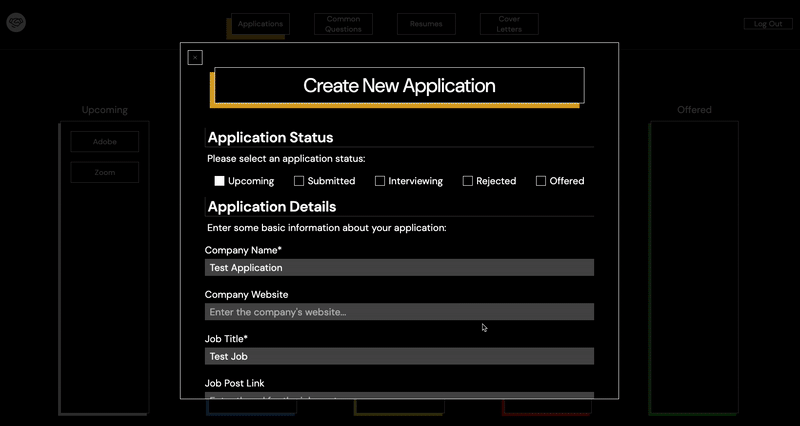 Applications
Common
Questions
Resumes
Cover
Letters
Log Out
Create New Application
Upcoming
Offered
Adobe
Zoom
Application Status
Please select an application status:
Upcoming Submitted Interviewing Rejected Offered
Application Details
Enter some basic information about your application:
Company Name*
Test Application
Company Website
Enter the company's website...
Job Title*
Test Job
Job Post Link